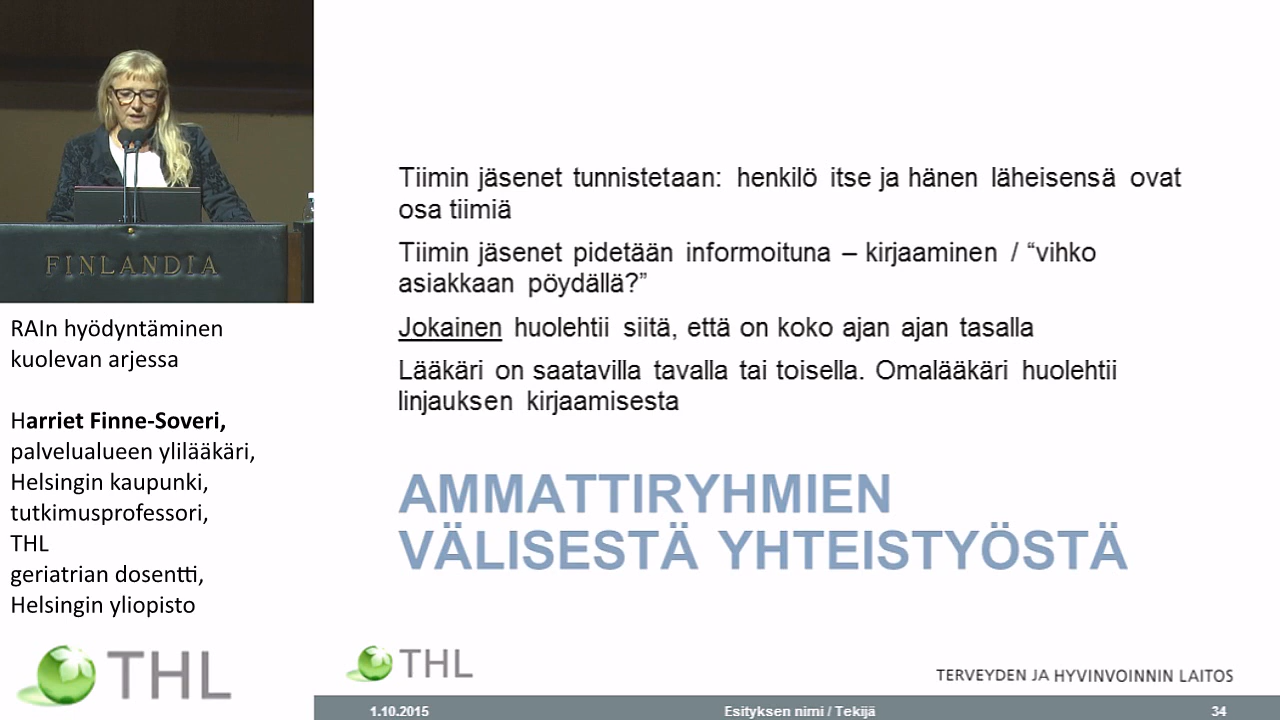 FINLANDIA
RAIn hyödyntäminen
kuolevan arjessa
Harriet Finne-Soveri,
palvelualueen ylilääkäri,
Helsingin kaupunki,
tutkimusprofessori,
THL
geriatrian dosentti,
Helsingin yliopisto
THL
Tiimin jäsenet tunnistetaan: henkilö itse ja hänen läheisensä ovat
osa tiimiä
Tiimin jäsenet pidetään informoituna – kirjaaminen / “vihko
asiakkaan pöydällä?”
Jokainen huolehtii siitä, että on koko ajan ajan tasalla
Lääkäri on saatavilla tavalla tai toisella. Omalääkäri huolehtii
linjauksen kirjaamisesta
AMMATTIRYHMIEN
VÄLISESTÄ YHTEISTYÖSTÄ
THL
TERVEYDEN JA HYVINVOINNIN LAITOS
1.10.2015
Esityksen nimi / Tekijä
34